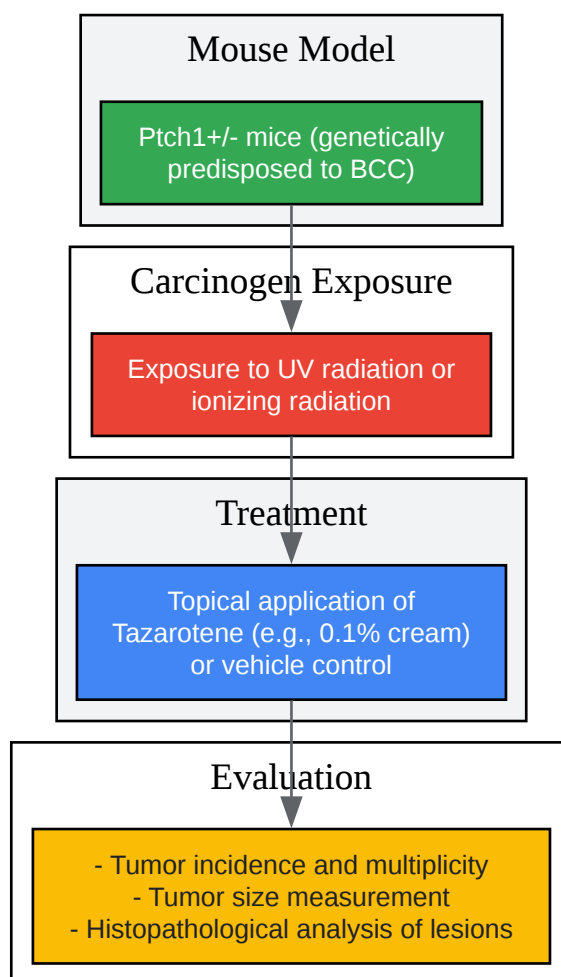 Mouse Model
Ptch1+/- mice (genetically
predisposed to BCC)
Carcinogen Exposure
Exposure to UV radiation or
ionizing radiation
Treatment
Topical application of
Tazarotene (e.g., 0.1% cream)
or vehicle control
Evaluation
- Tumor incidence and multiplicity
- Tumor size measurement
- Histopathological analysis of lesions